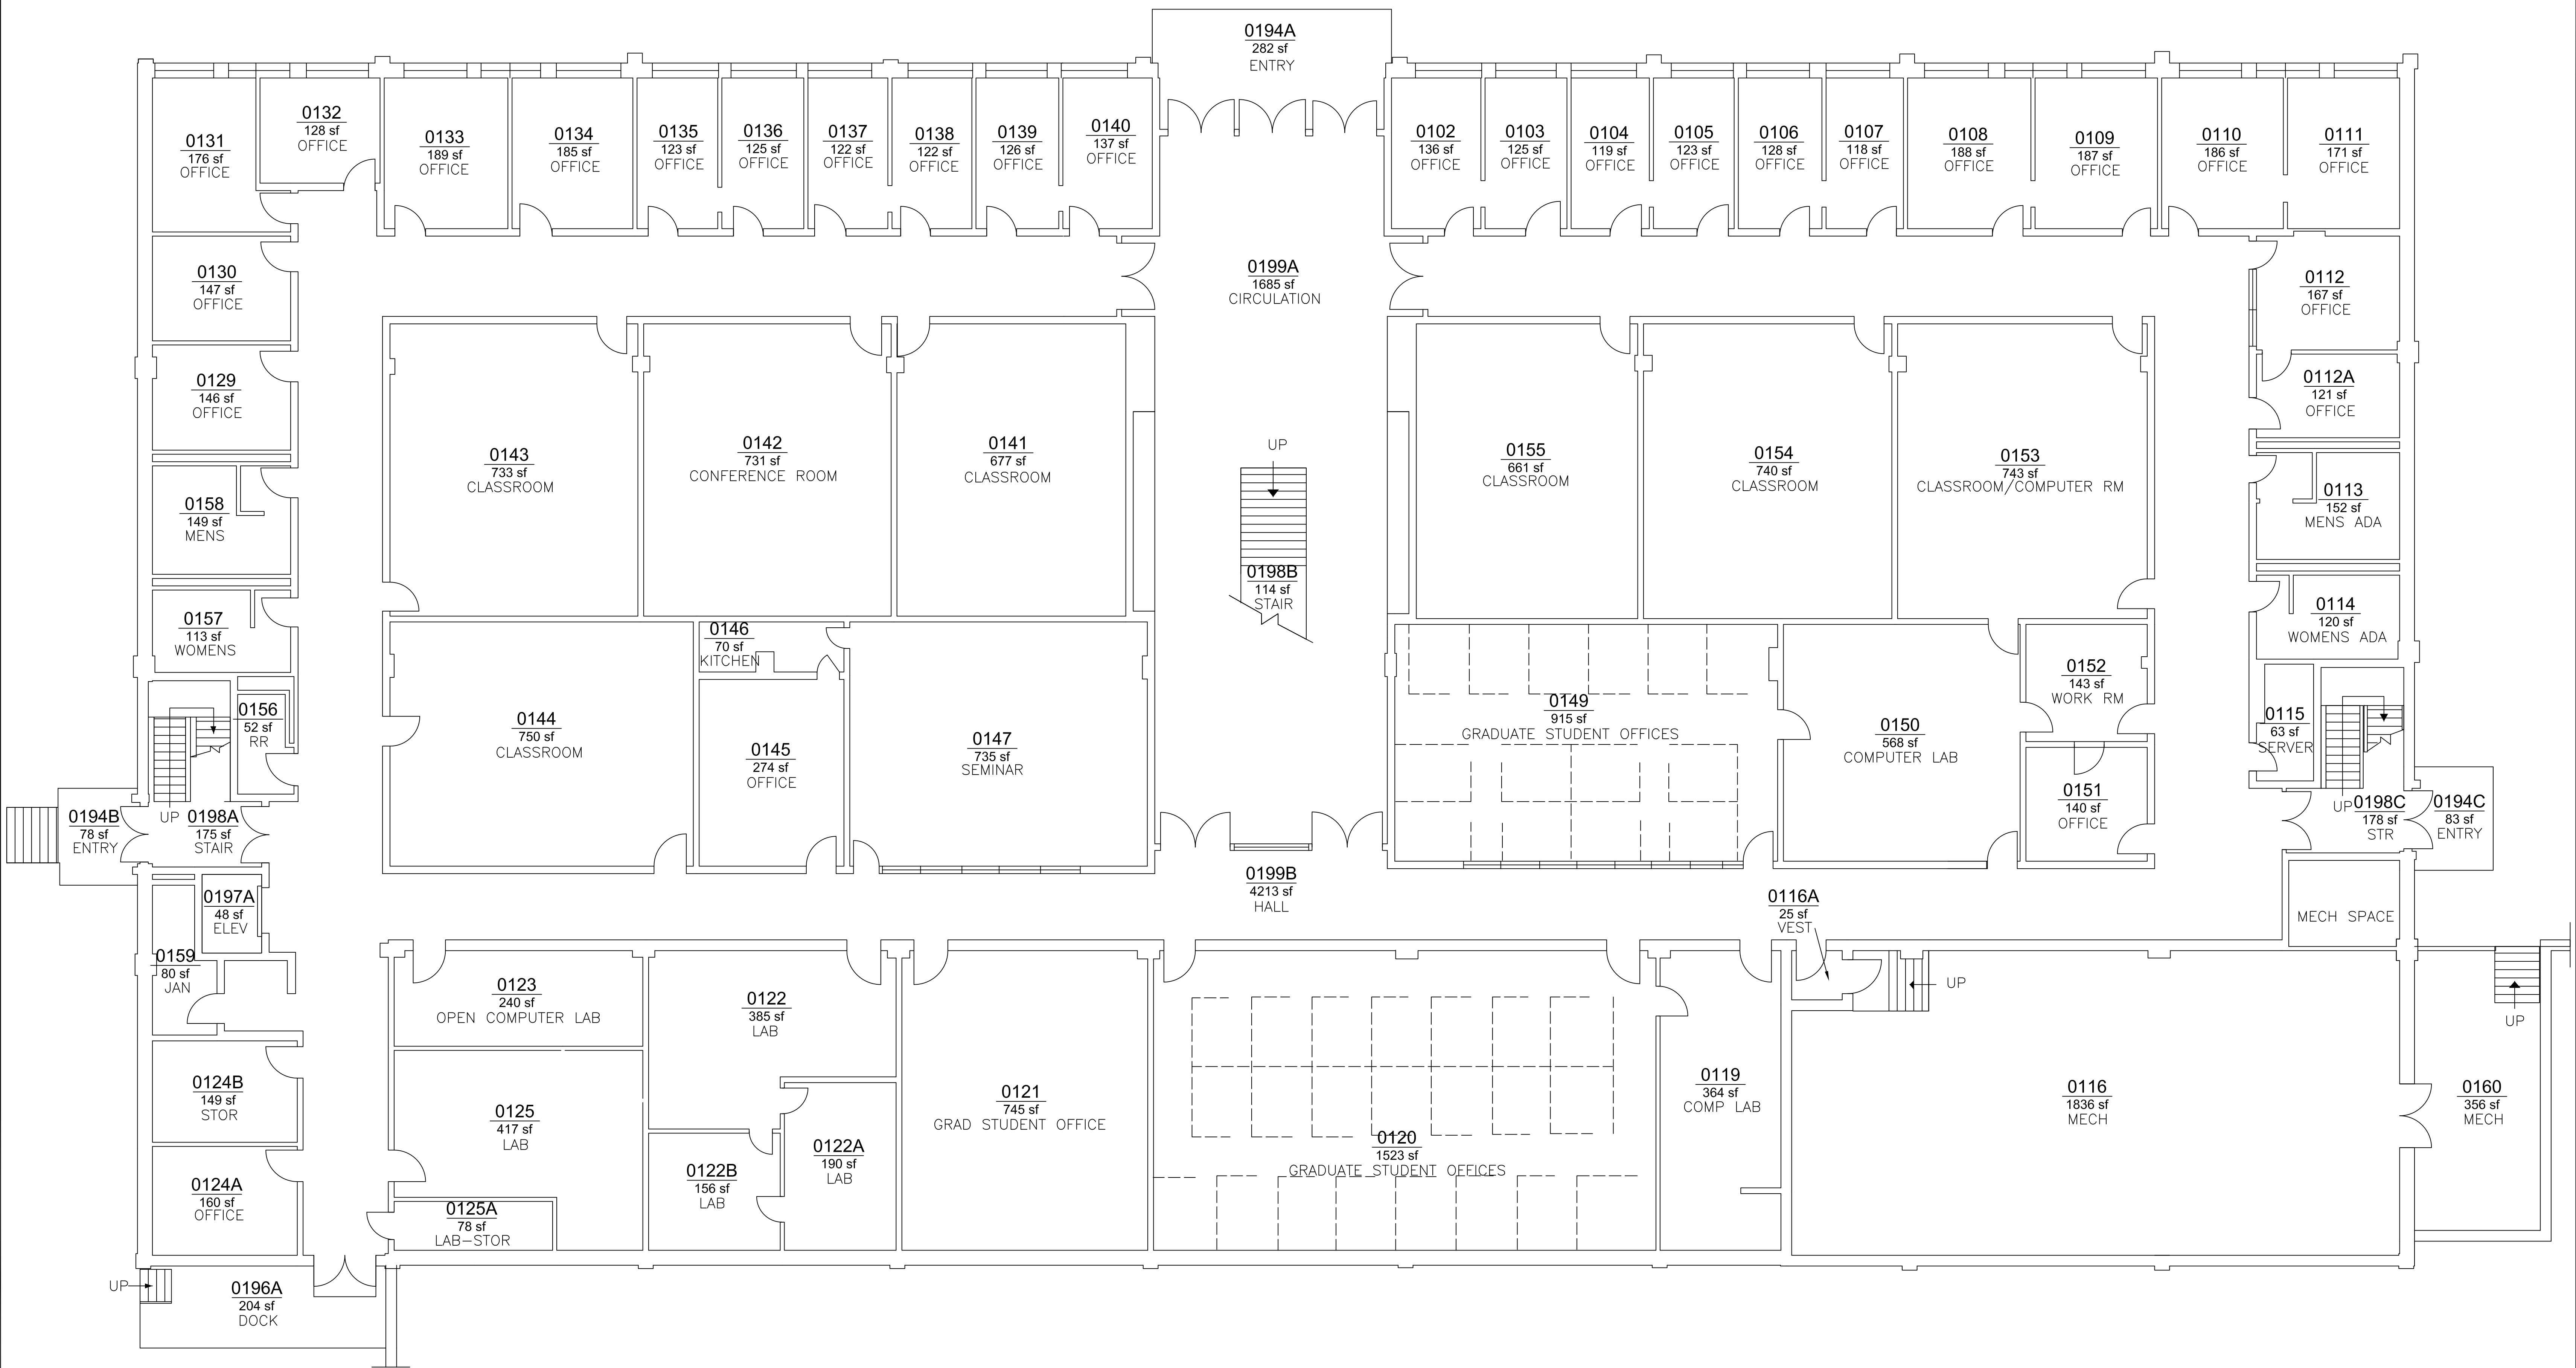 0194A
282 sf
ENTRY
0131
176 sf
OFFICE
0132
128 sf
OFFICE
0133
189 sf
OFFICE
0134
185 sf
OFFICE
0135
123 sf
OFFICE
0136
125 sf
OFFICE
0137
122 sf
OFFICE
0138
122 sf
OFFICE
0139
126 sf
OFFICE
0140
137 sf
OFFICE
0102
136 sf
OFFICE
0103
125 sf
OFFICE
0104
119 sf
OFFICE
0105
123 sf
OFFICE
0106
128 sf
OFFICE
0107
118 sf
OFFICE
0108
188 sf
OFFICE
0109
187 sf
OFFICE
0110
186 sf
OFFICE
0111
171 sf
OFFICE
0130
147 sf
OFFICE
0199A
1685 sf
CIRCULATION
0112
167 sf
OFFICE
0129
146 sf
OFFICE
0112A
121 sf
OFFICE
0143
733 sf
CLASSROOM
0142
731 sf
CONFERENCE ROOM
0141
677 sf
CLASSROOM
UP
0155
661 sf
CLASSROOM
0154
740 sf
CLASSROOM
0153
743 sf
CLASSROOM/COMPUTER RM
0158
149 sf
MENS
0113
152 sf
MENS ADA
0198B
114 sf
STAIR
0157
113 sf
WOMENS
0114
120 sf
WOMENS ADA
0146
70 sf
KITCHEN
0156
52 sf
RR
0144
750 sf
CLASSROOM
0145
274 sf
OFFICE
0147
735 sf
SEMINAR
0149
915 sf
GRADUATE STUDENT OFFICES
0150
568 sf
COMPUTER LAB
0152
143 sf
WORK RM
0151
140 sf
OFFICE
0115
63 sf
SERVER
0194B
78 sf
ENTRY
UP
0198A
175 sf
STAIR
UP
0198C
178 sf
STR
0194C
83 sf
ENTRY
0197A
48 sf
ELEV
0199B
4213 sf
HALL
0116A
25 sf
VEST
MECH SPACE
0159
80 sf
JAN
0123
240 sf
OPEN COMPUTER LAB
0122
385 sf
LAB
UP
UP
0124B
149 sf
STOR
0125
417 sf
LAB
0121
745 sf
GRAD STUDENT OFFICE
0120
1523 sf
GRADUATE STUDENT OFFICES
0119
364 sf
COMP LAB
0116
1836 sf
MECH
0160
356 sf
MECH
0124A
160 sf
OFFICE
0122B
156 sf
LAB
0122A
190 sf
LAB
0125A
78 sf
LAB-STOR
UP
0196A
204 sf
DOCK